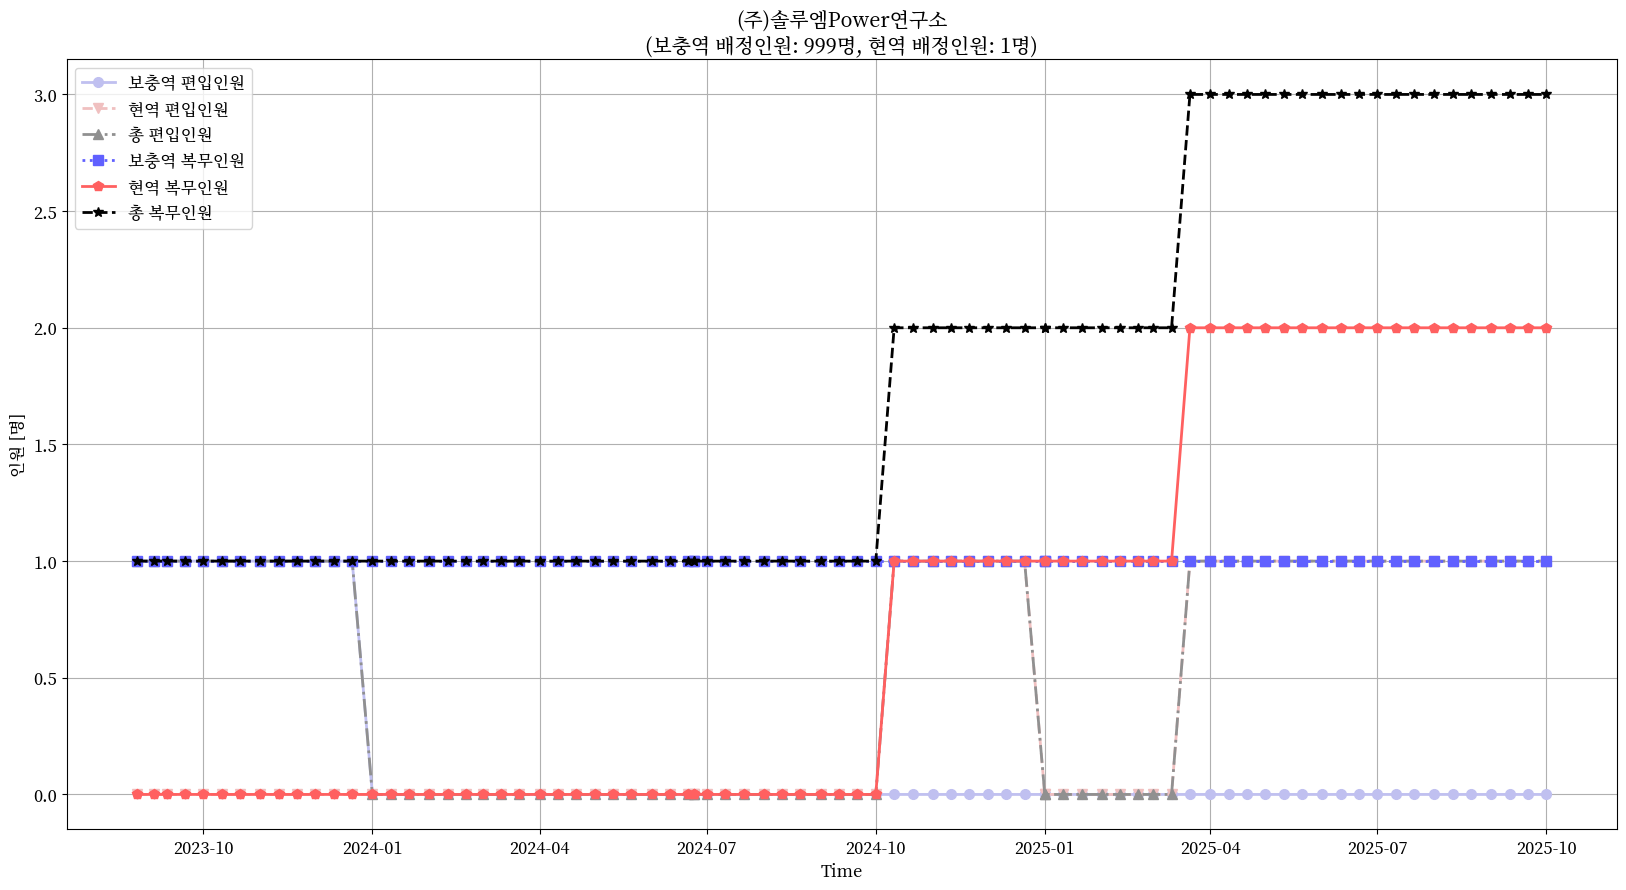 (주)솔루엠Power연구소
(보충역 배정인원: 999명, 현역 배정인원: 1명)
보충역 편입인원
현역 편입인원
총 편입인원
보충역 복무인원
현역 복무인원
총 복무인원
3.0
2.5
2.0
1.5
1.0
0.5
0.0
인원 [명]
2023-10
2024-01
2024-04
2024-07
2024-10
2025-01
2025-04
2025-07
2025-10
Time